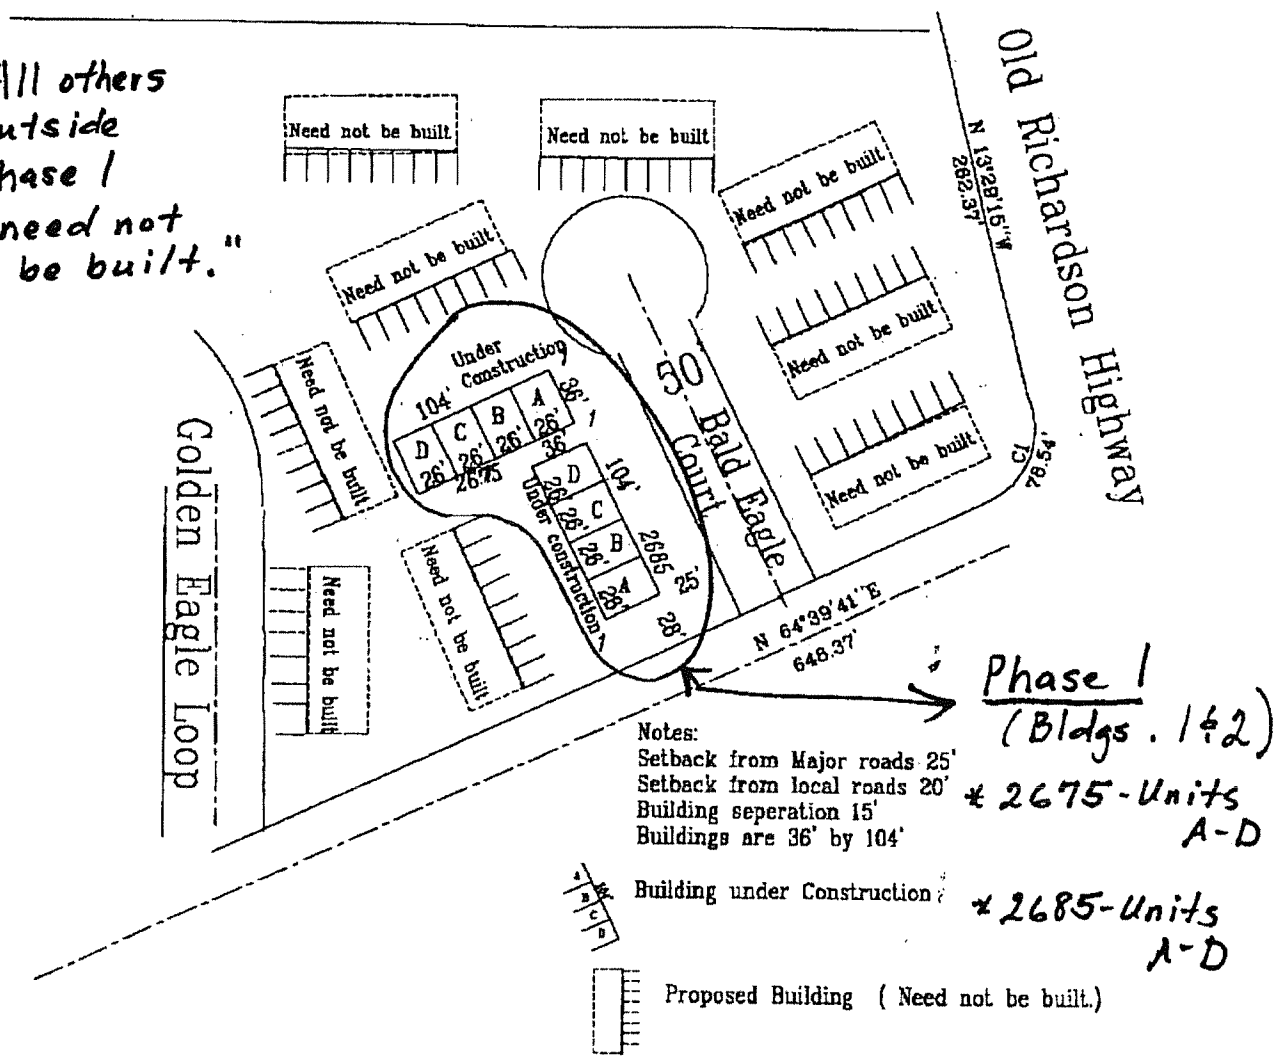 All others
outside
Phase 1
"need not
be built."
Need not be built
Need not be built
Need not be built
Need not be built
Need not be built
Need not be built
Need not be built
Need not be built
Need not be built
Old Richardson Highway
N 13°28'15"W
262.37'
C1
78.54'
Golden Eagle Loop
50
Bald Eagle
Court
Under
Construction
104'
36'
D C B A
26' 26' 26' 26'
2675
36'
D
C
B
A
26'
26'
26'
28'
104'
2685
25'
28'
Under construction
N 64°39'41"E
648.37'
Phase 1
(Bldgs. 1 & 2)
* 2675-Units
A-D
* 2685-Units
A-D
Notes:
Setback from Major roads 25'
Setback from local roads 20'
Building seperation 15'
Buildings are 36' by 104'
A
B
C
D
Building under Construction
Proposed Building ( Need not be built.)